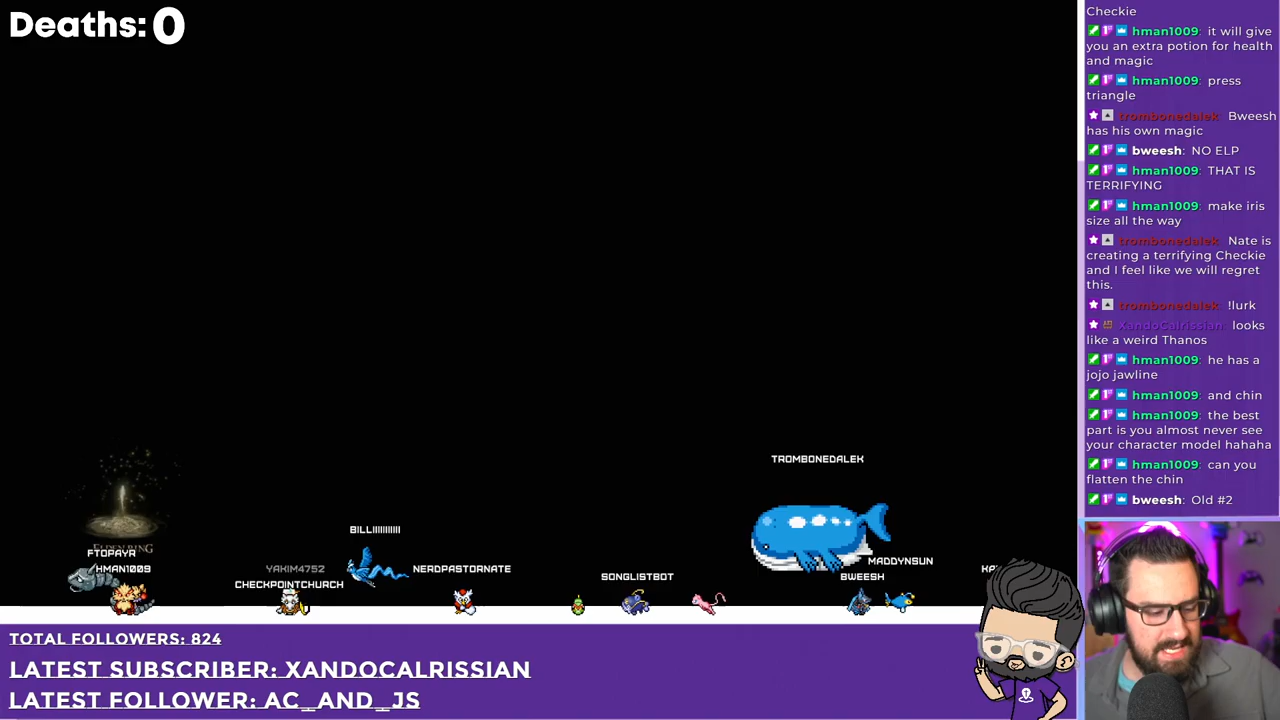 Deaths: 0
Checkie
hman1009: it will give
you an extra potion for health
and magic
hman1009: press
triangle
trombonedalek Bweesh
has his own magic
bweesh: NO ELP
hman1009: THAT IS
TERRIFYING
hman1009: make iris
size all the way
trombonedalek Nate is
creating a terrifying Checkie
and I feel like we will regret
this.
trombonedalek: !lurk
XandoCalrissian: looks
like a weird Thanos
hman1009: he has a
jojo jawline
hman1009: and chin
hman1009: the best
part is you almost never see
your character model hahaha
hman1009: can you
flatten the chin
bweesh: Old #2
TROMBONEDALEK
ELDEN RING
FTOPAYR
HMAN1009
YAKIM4752
CHECKPOINTCHURCH
NERDPASTORNATE
SONGLISTBOT
MADDYNSUN
BWEESH
TOTAL FOLLOWERS: 824
LATEST SUBSCRIBER: XANDOCALRISSIAN
LATEST FOLLOWER: AC_AND_JS